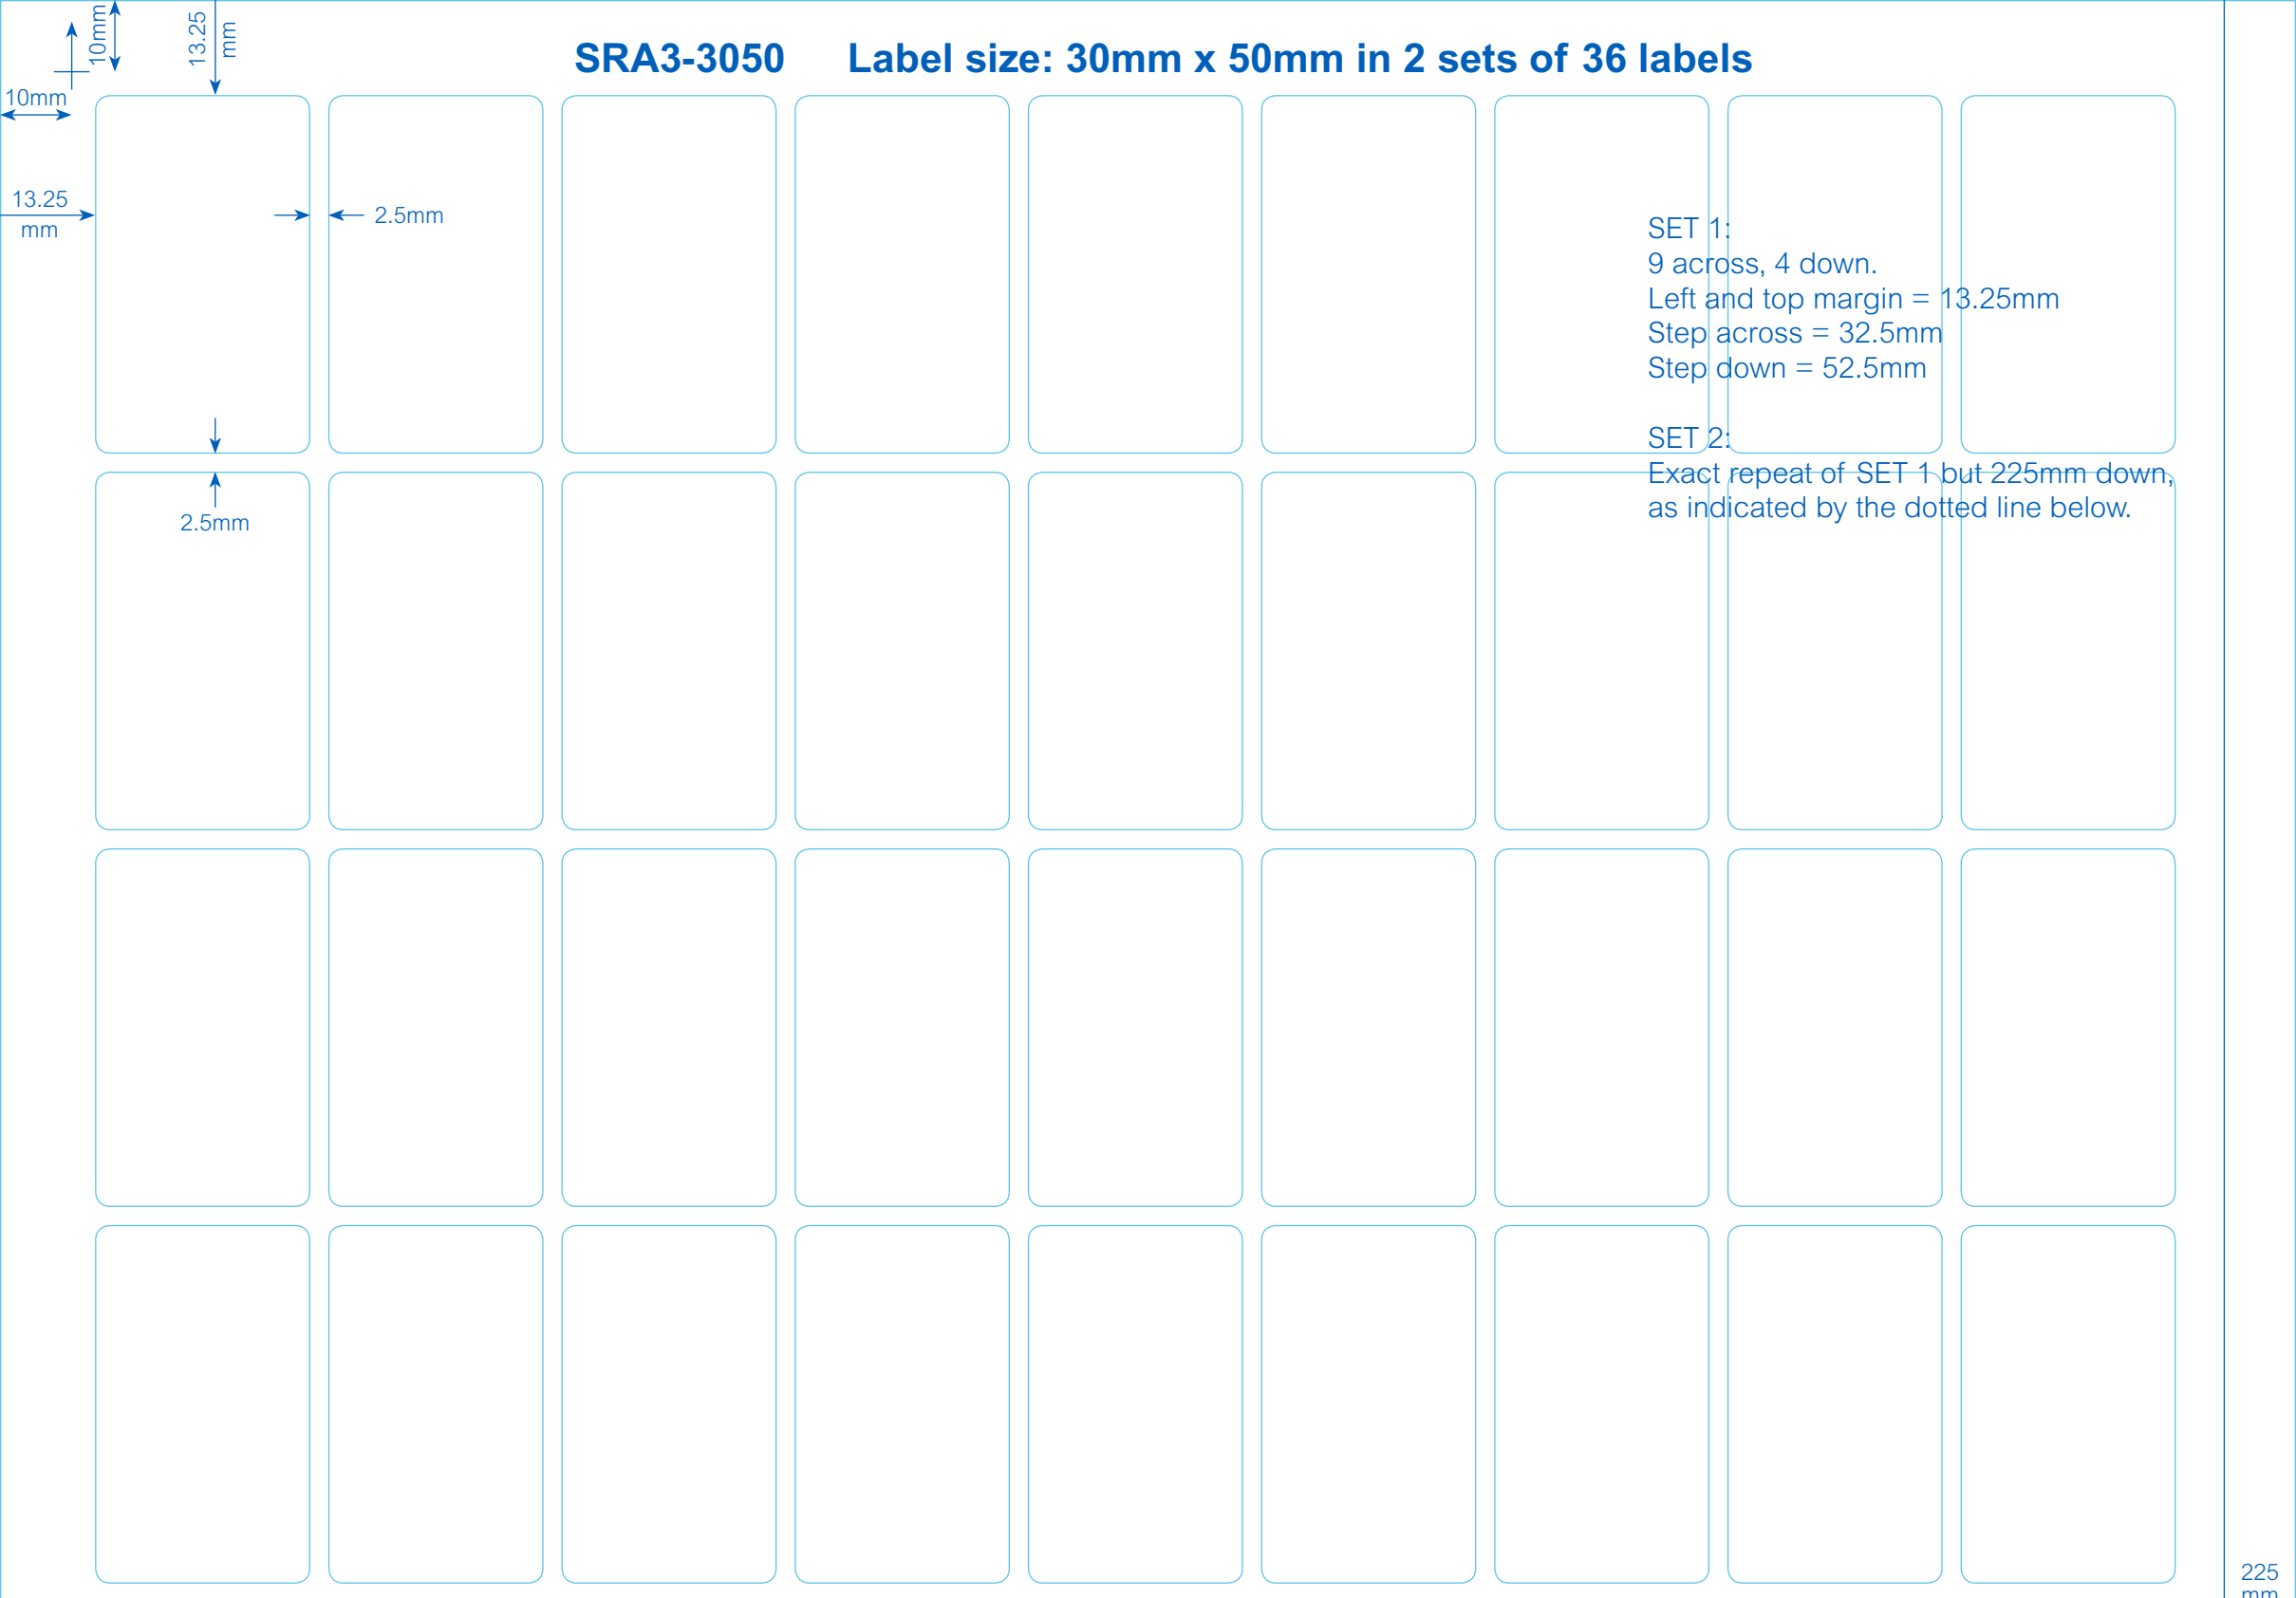 10mm
13.25
mm
SRA3-3050 Label size: 30mm x 50mm in 2 sets of 36 labels
10mm
13.25
mm
2.5mm
SET 1:
9 across, 4 down.
Left and top margin = 13.25mm
Step across = 32.5mm
Step down = 52.5mm
SET 2:
Exact repeat of SET 1 but 225mm down,
as indicated by the dotted line below.
2.5mm
225
mm